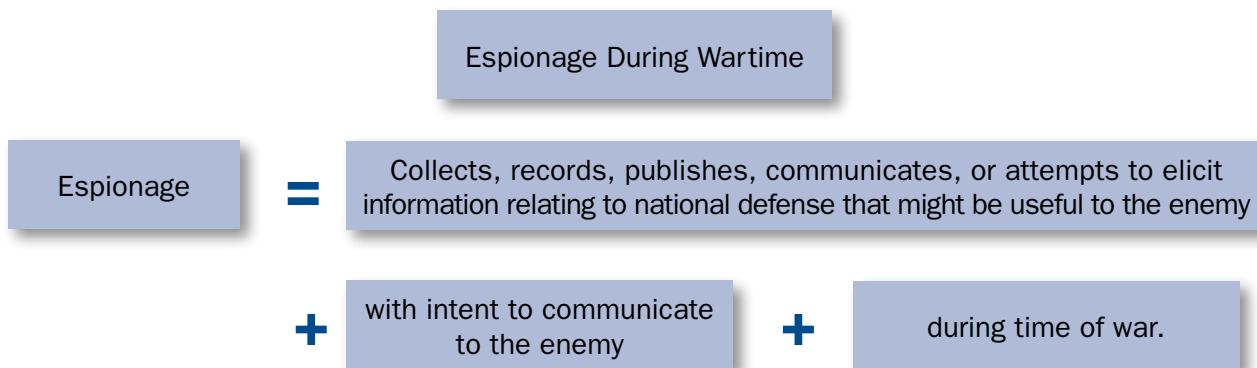 Espionage During Wartime
Espionage
=
Collects, records, publishes, communicates, or attempts to elicit
information relating to national defense that might be useful to the enemy
+
with intent to communicate
to the enemy
+
during time of war.